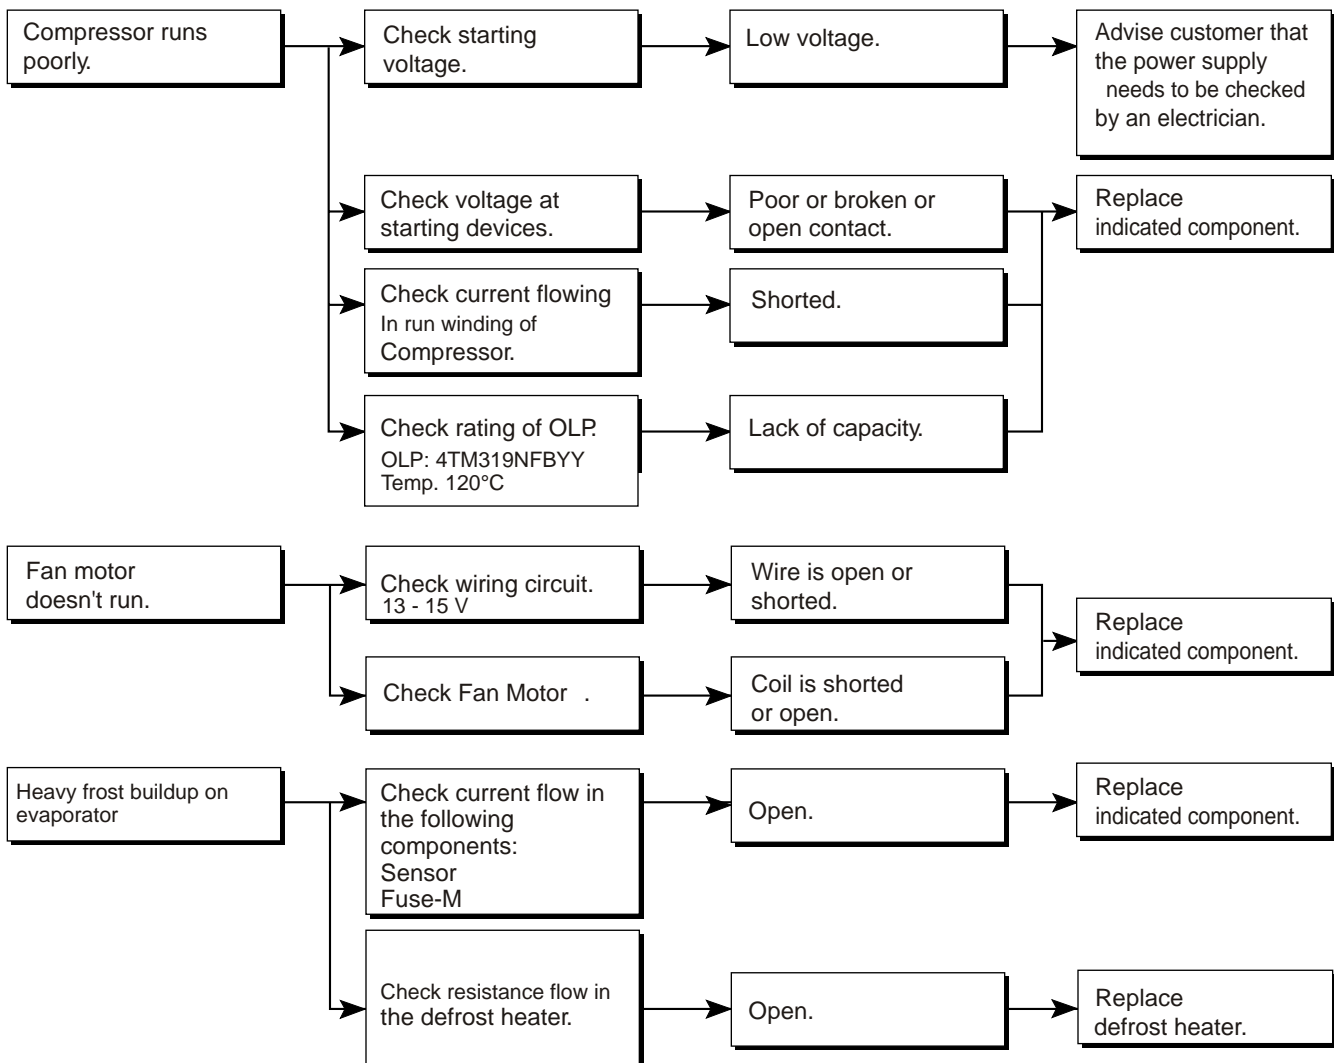 Compressor runs
poorly.
Check starting
voltage.
Low voltage.
Advise customer that
the power supply
needs to be checked
by an electrician.
Check voltage at
starting devices.
Poor or broken or
open contact.
Replace
indicated component.
Check current flowing
In run winding of
Compressor.
Shorted.
Check rating of OLP.
OLP: 4TM319NFBYY
Temp. 120°C
Lack of capacity.
Fan motor
doesn't run.
Check wiring circuit.
13 - 15 V
Wire is open or
shorted.
Replace
indicated component.
Check Fan Motor .
Coil is shorted
or open.
Heavy frost buildup on
evaporator
Check current flow in
the following
components:
Sensor
Fuse-M
Open.
Replace
indicated component.
Check resistance flow in
the defrost heater.
Open.
Replace
defrost heater.